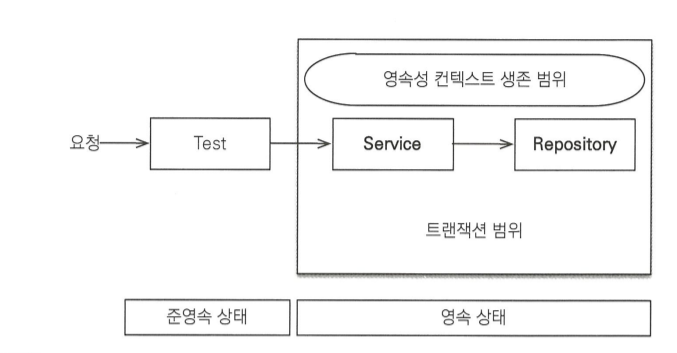 영속성 컨텍스트 생존 범위
요청
Test
Service
Repository
트랜잭션 범위
준영속 상태
영속 상태